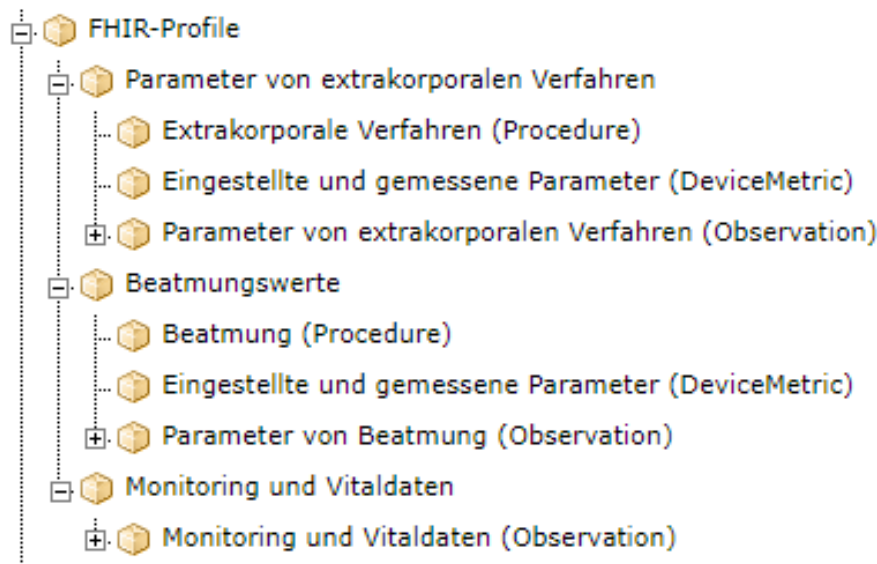 FHIR-Profile
Parameter von extrakorporalen Verfahren
Extrakorporale Verfahren (Procedure)
Eingestellte und gemessene Parameter (DeviceMetric)
Parameter von extrakorporalen Verfahren (Observation)
Beatmungswerte
Beatmung (Procedure)
Eingestellte und gemessene Parameter (DeviceMetric)
Parameter von Beatmung (Observation)
Monitoring und Vitaldaten
Monitoring und Vitaldaten (Observation)